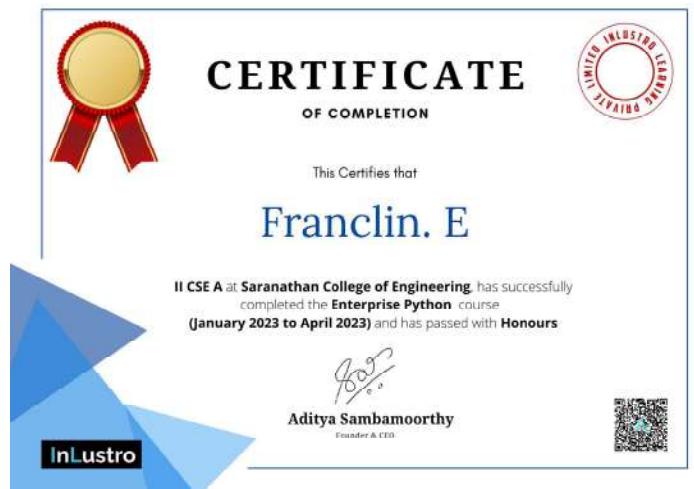 CERTIFICATE
INLUSTRO LEARNING PRIVATE LIMITED
OF COMPLETION
This Certifies that
Franclin. E
II CSE A at Saranathan College of Engineering, has successfully
completed the Enterprise Python course
(January 2023 to April 2023) and has passed with Honours
Aditya Sambamoorthy
Founder & CEO
InLustro